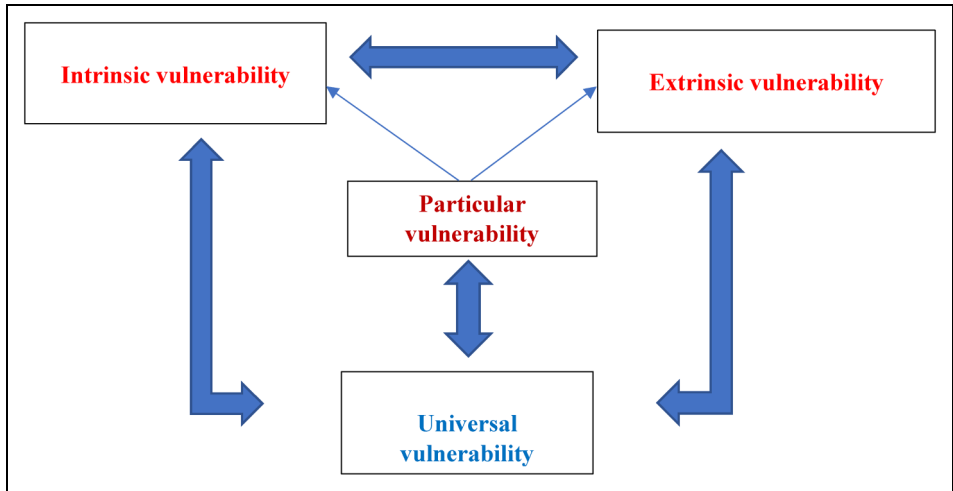 Intrinsic vulnerability
Extrinsic vulnerability
Particular
vulnerability
Universal
vulnerability